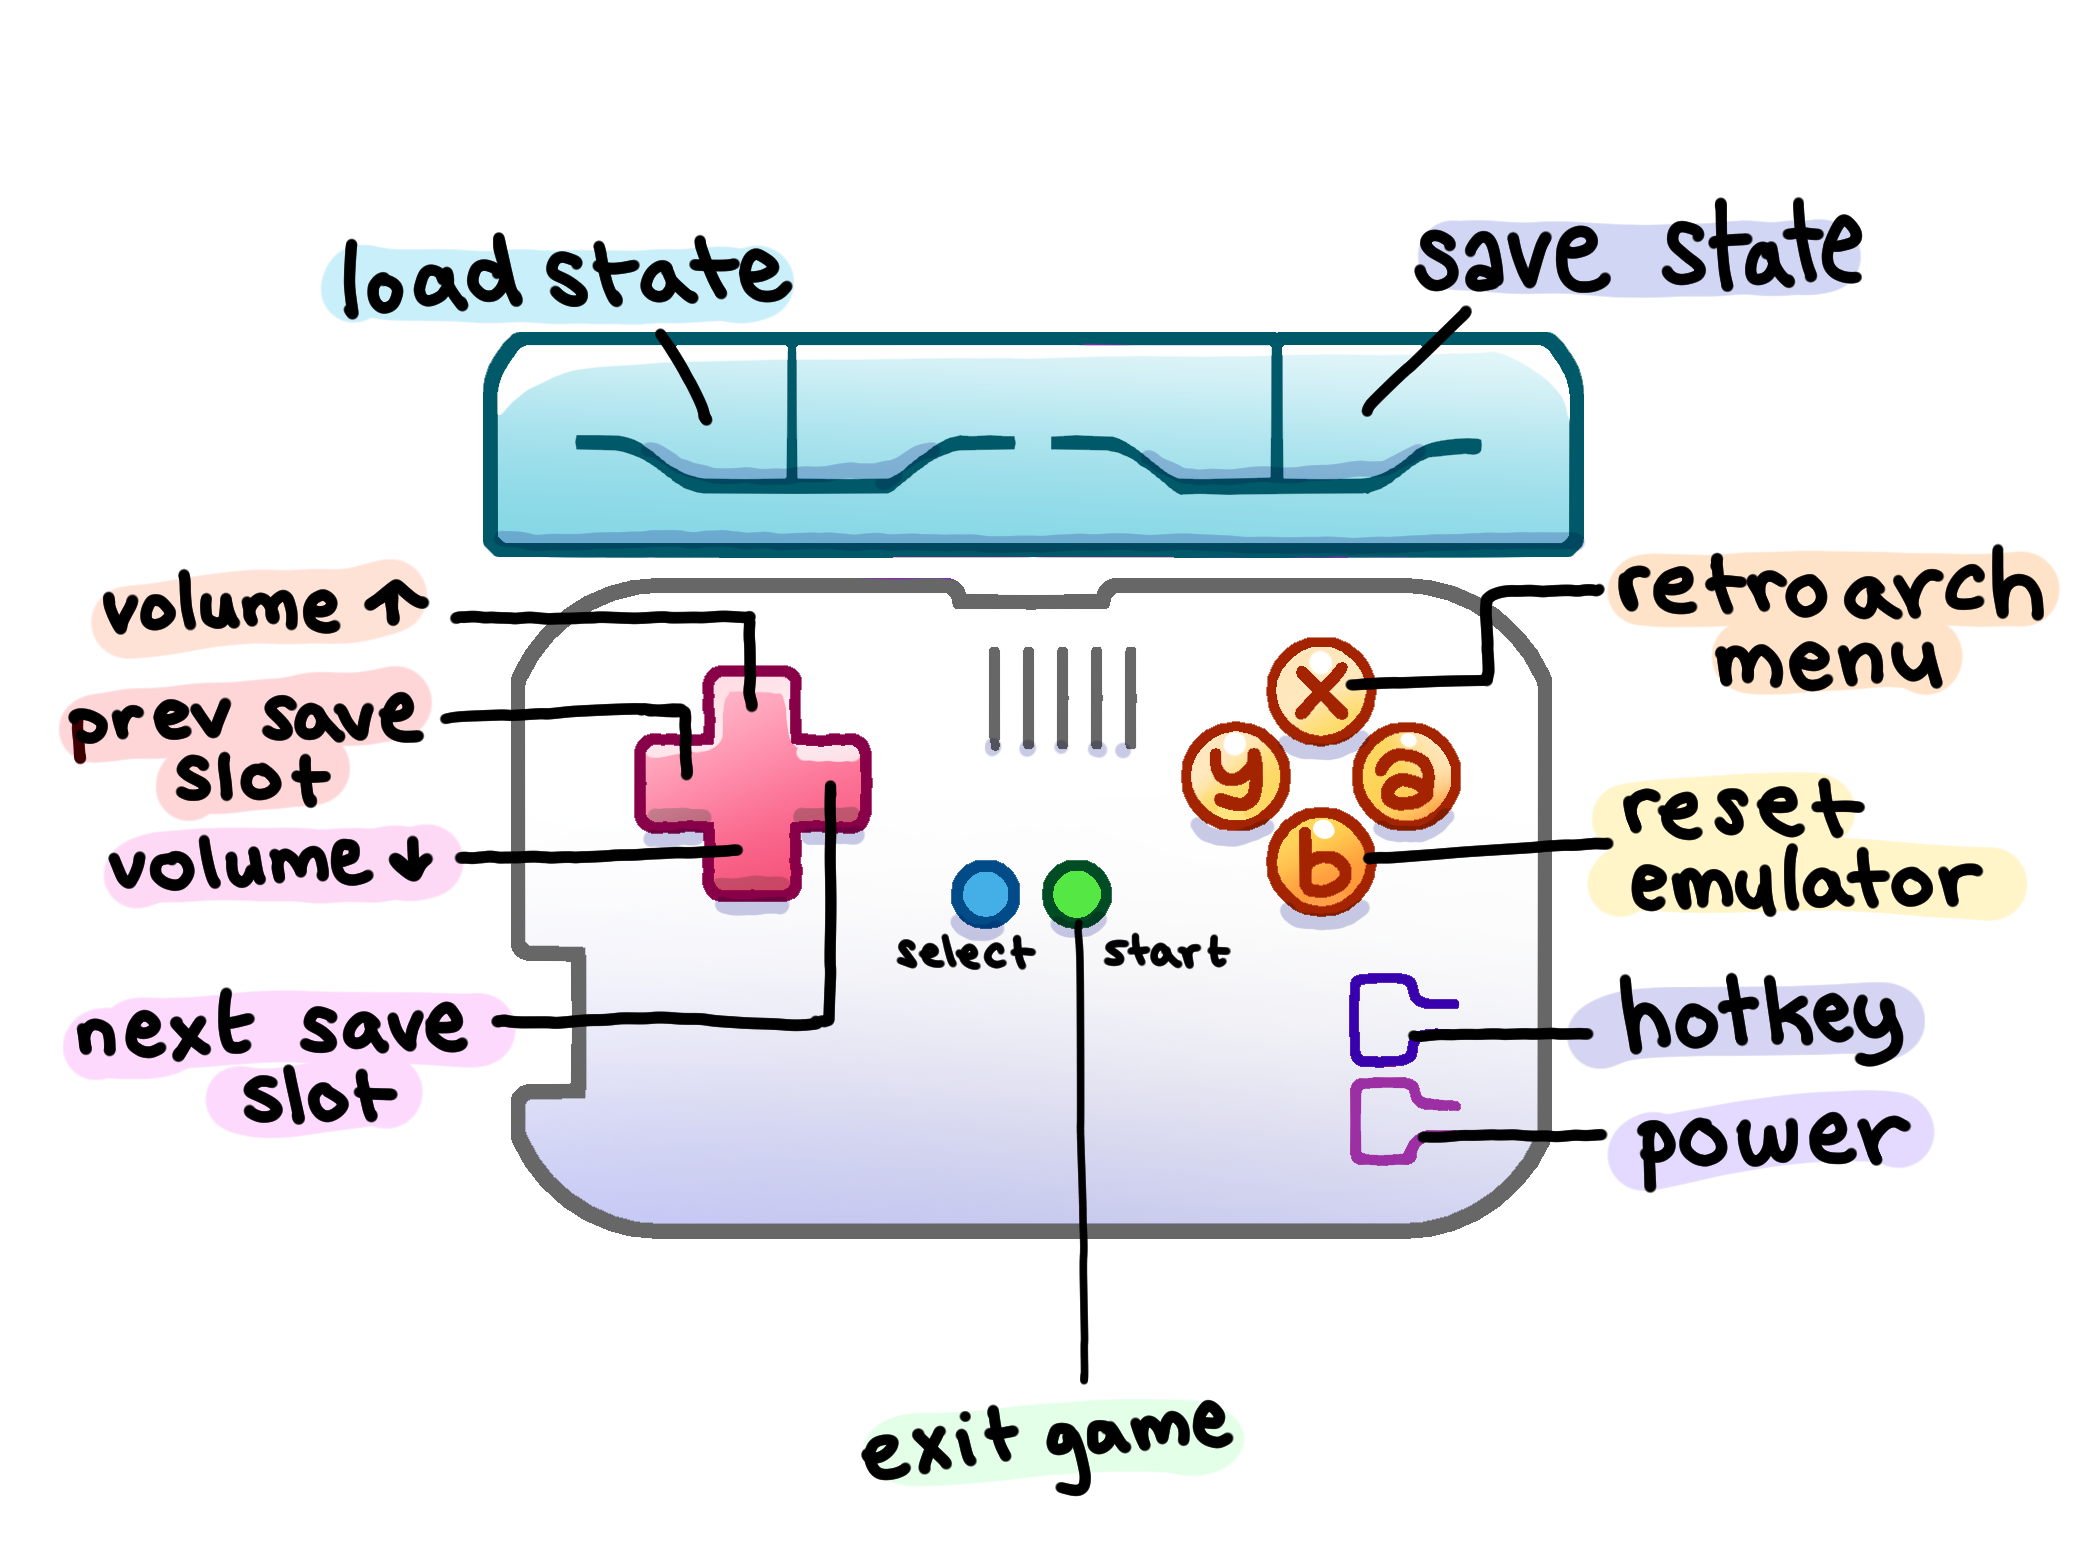 load state
save state
volume ↑
retroarch
menu
prev save
slot
x
y
a
b
volume ↓
reset
emulator
select
start
next save
slot
hotkey
power
exit game